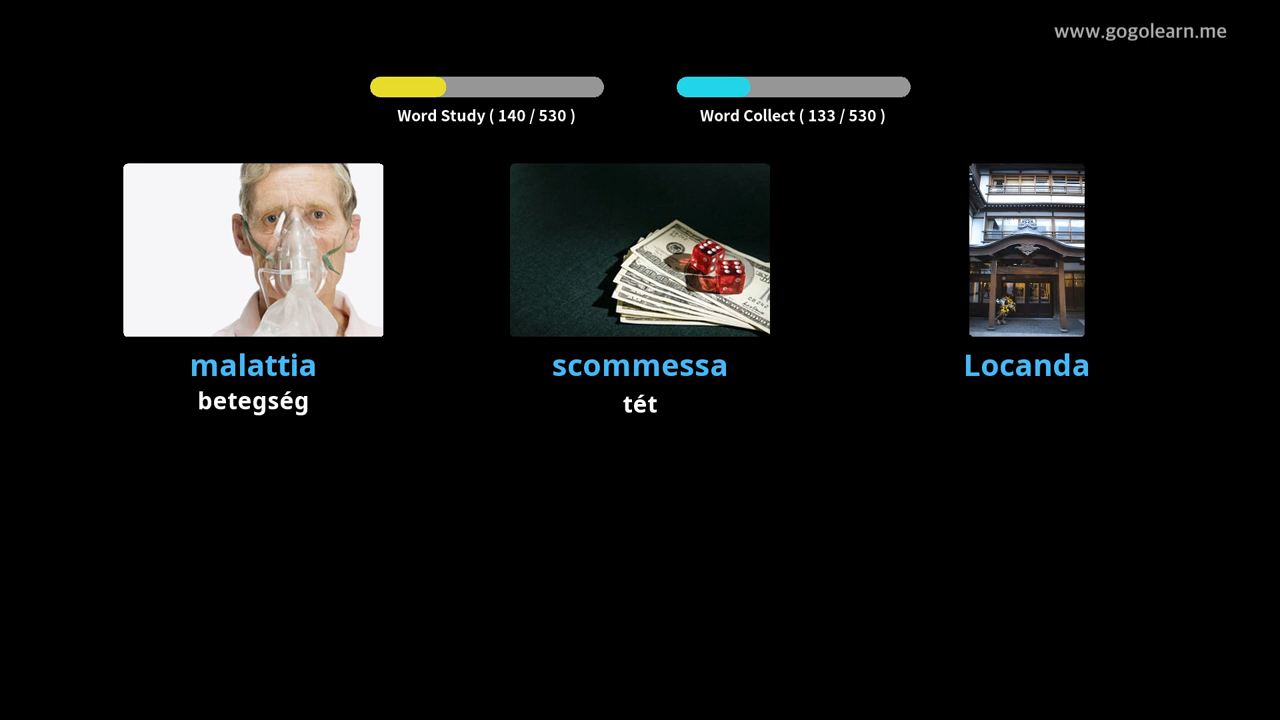 www.gogolearn.me
Word Study ( 140 / 530 )
Word Collect ( 133 / 530 )
malattia
betegség
scommessa
tét
Locanda